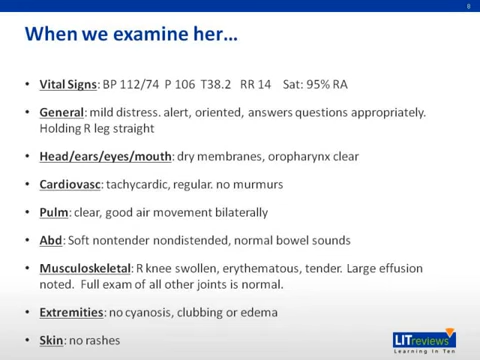 8
When we examine her…
• Vital Signs: BP 112/74 P 106 T38.2 RR 14 Sat: 95% RA
• General: mild distress. alert, oriented, answers questions appropriately.
Holding R leg straight
• Head/ears/eyes/mouth: dry membranes, oropharynx clear
• Cardiovasc: tachycardic, regular. no murmurs
• Pulm: clear, good air movement bilaterally
• Abd: Soft nontender nondistended, normal bowel sounds
• Musculoskeletal: R knee swollen, erythematous, tender. Large effusion
noted. Full exam of all other joints is normal.
• Extremities: no cyanosis, clubbing or edema
• Skin: no rashes
LITreviews
Learning In Ten